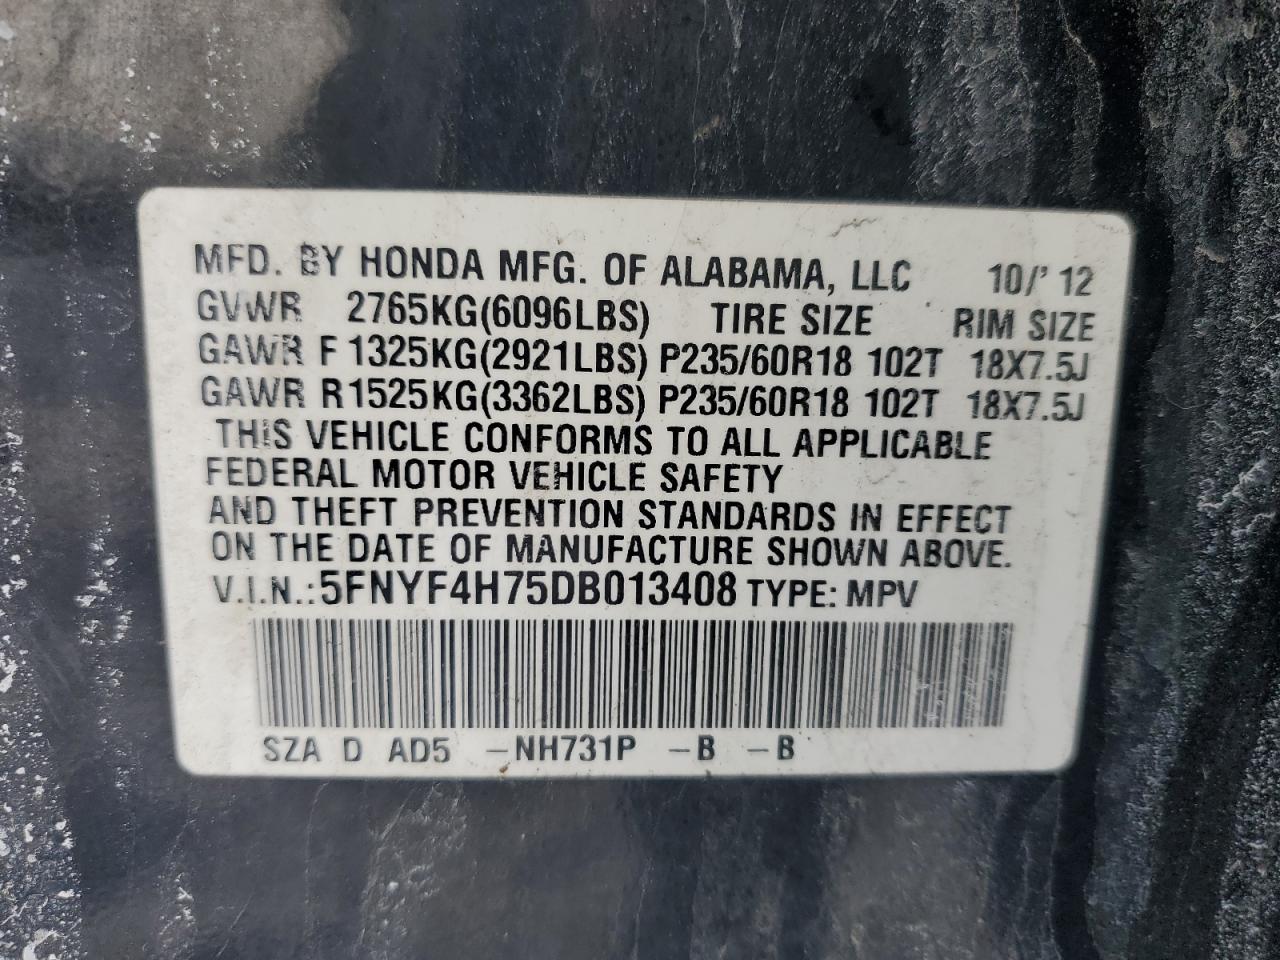 MFD. BY HONDA MFG. OF ALABAMA, LLC 10/'12
GVWR 2765KG(6096LBS) TIRE SIZE RIM SIZE
GAWR F 1325KG(2921LBS) P235/60R18 102T 18X7.5J
GAWR R1525KG(3362LBS) P235/60R18 102T 18X7.5J
THIS VEHICLE CONFORMS TO ALL APPLICABLE
FEDERAL MOTOR VEHICLE SAFETY
AND THEFT PREVENTION STANDARDS IN EFFECT
ON THE DATE OF MANUFACTURE SHOWN ABOVE.
V.I.N.:5FNYF4H75DB013408 TYPE: MPV
SZA D AD5 -NH731P -B -B